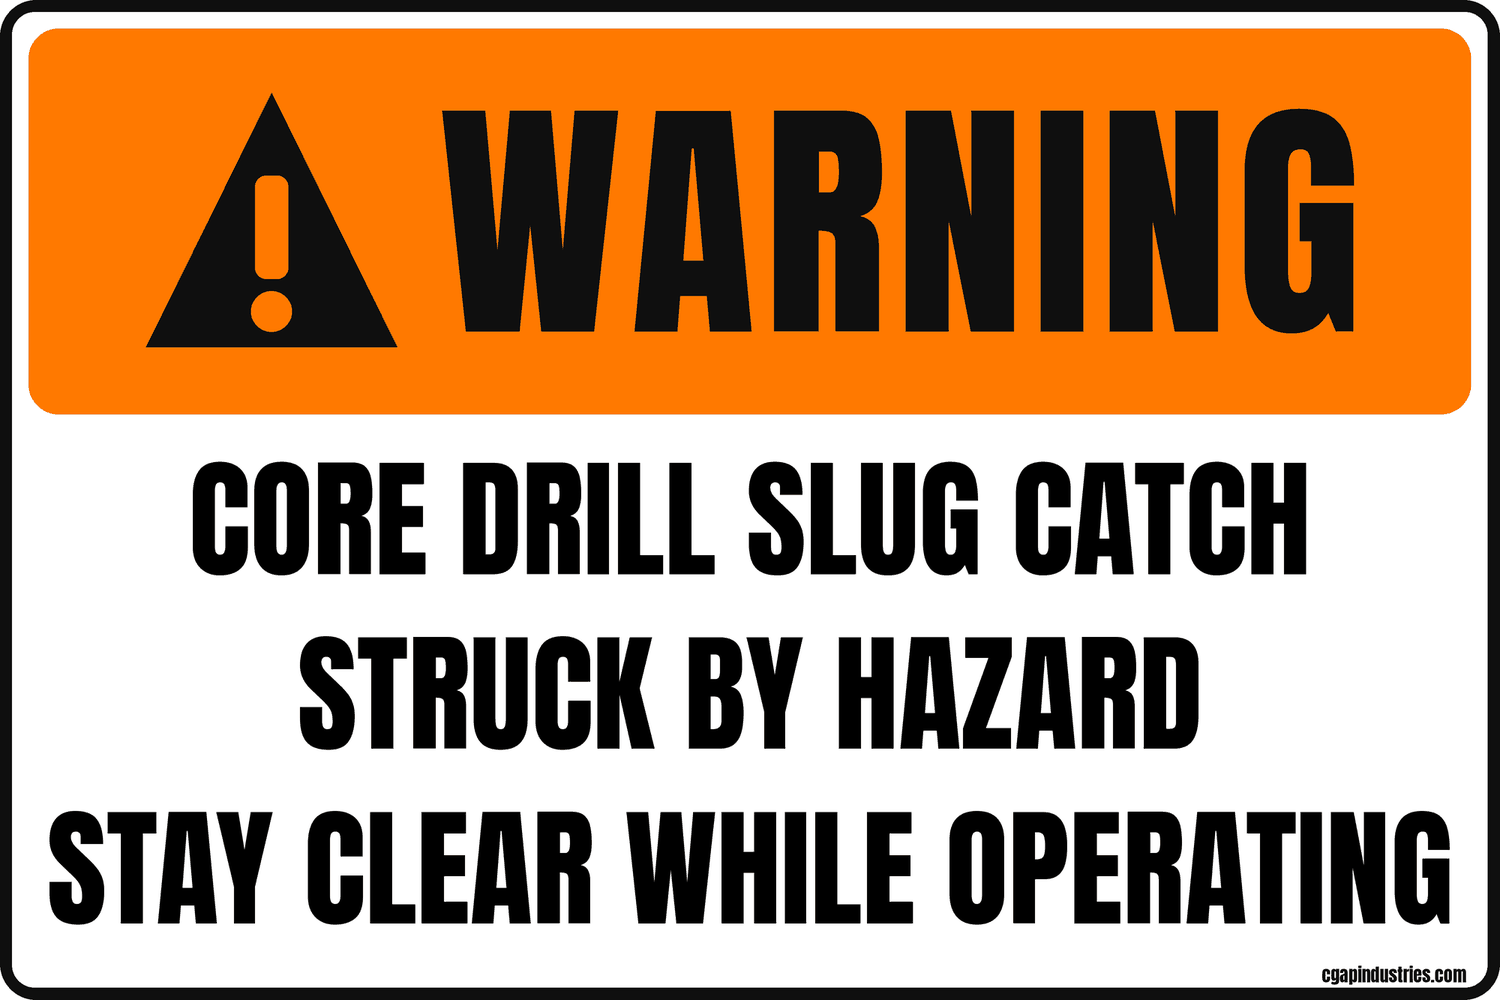 WARNING
CORE DRILL SLUG CATCH
STRUCK BY HAZARD
STAY CLEAR WHILE OPERATING
cgapindustries.com